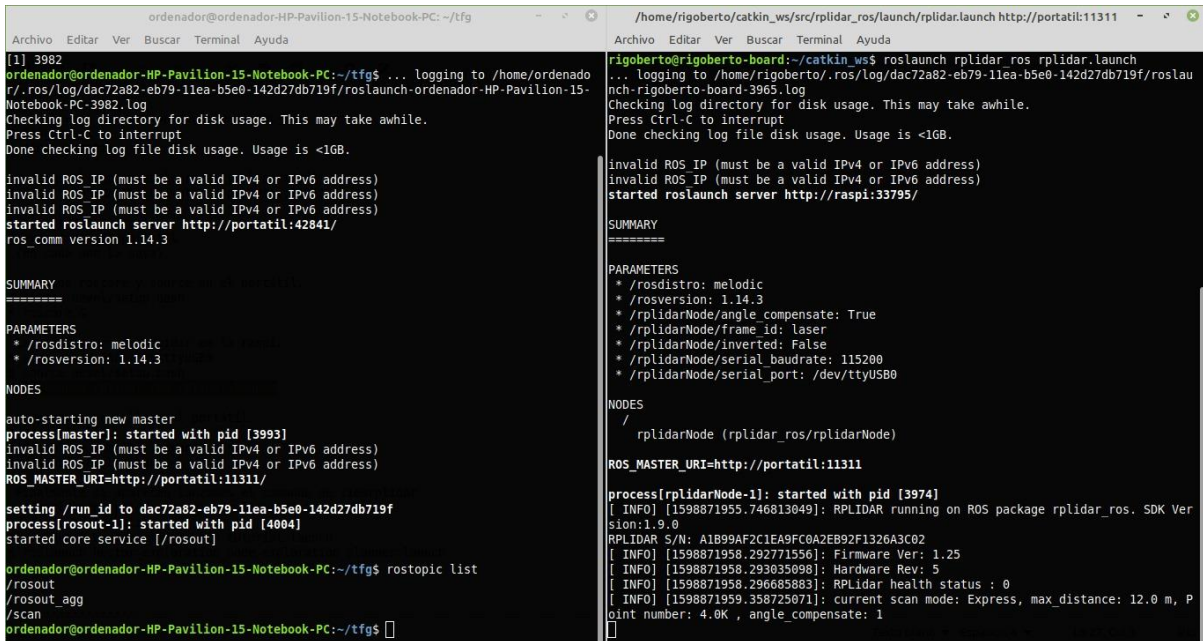 ordenador@ordenador-HP-Pavilion-15-Notebook-PC: ~/tfg
Archivo Editar Ver Buscar Terminal Ayuda
[1] 3982
ordenador@ordenador-HP-Pavilion-15-Notebook-PC:~/tfg$ ... logging to /home/ordenado
r/.ros/log/dac72a82-eb79-11ea-b5e0-142d27db719f/roslaunch-ordenador-HP-Pavilion-15-
Notebook-PC-3982.log
Checking log directory for disk usage. This may take awhile.
Press Ctrl-C to interrupt
Done checking log file disk usage. Usage is <1GB.
invalid ROS_IP (must be a valid IPv4 or IPv6 address)
invalid ROS_IP (must be a valid IPv4 or IPv6 address)
invalid ROS_IP (must be a valid IPv4 or IPv6 address)
started roslaunch server http://portatil:42841/
ros_comm version 1.14.3
SUMMARY
========
PARAMETERS
* /rosdistro: melodic
* /rosversion: 1.14.3
NODES
auto-starting new master
process[master]: started with pid [3993]
invalid ROS_IP (must be a valid IPv4 or IPv6 address)
invalid ROS_IP (must be a valid IPv4 or IPv6 address)
ROS_MASTER_URI=http://portatil:11311/
setting /run_id to dac72a82-eb79-11ea-b5e0-142d27db719f
process[rosout-1]: started with pid [4004]
started core service [/rosout]
ordenador@ordenador-HP-Pavilion-15-Notebook-PC:~/tfg$ rostopic list
/rosout
/rosout_agg
/scan
ordenador@ordenador-HP-Pavilion-15-Notebook-PC:~/tfg$
/home/rigoberto/catkin_ws/src/rplidar_ros/launch/rplidar.launch http://portatil:11311
Archivo Editar Ver Buscar Terminal Ayuda
rigoberto@rigoberto-board:~/catkin_ws$ roslaunch rplidar_ros rplidar.launch
... logging to /home/rigoberto/.ros/log/dac72a82-eb79-11ea-b5e0-142d27db719f/roslau
nch-rigoberto-board-3965.log
Checking log directory for disk usage. This may take awhile.
Press Ctrl-C to interrupt
Done checking log file disk usage. Usage is <1GB.
invalid ROS_IP (must be a valid IPv4 or IPv6 address)
invalid ROS_IP (must be a valid IPv4 or IPv6 address)
started roslaunch server http://raspi:33795/
SUMMARY
========
PARAMETERS
* /rosdistro: melodic
* /rosversion: 1.14.3
* /rplidarNode/angle_compensate: True
* /rplidarNode/frame_id: laser
* /rplidarNode/inverted: False
* /rplidarNode/serial_baudrate: 115200
* /rplidarNode/serial_port: /dev/ttyUSB0
NODES
/
rplidarNode (rplidar_ros/rplidarNode)
ROS_MASTER_URI=http://portatil:11311
process[rplidarNode-1]: started with pid [3974]
[ INFO] [1598871955.746813049]: RPLIDAR running on ROS package rplidar_ros. SDK Ver
sion:1.9.0
RPLIDAR S/N: A1B99AF2C1EA9FC0A2EB92F1326A3C02
[ INFO] [1598871958.292771556]: Firmware Ver: 1.25
[ INFO] [1598871958.293035098]: Hardware Rev: 5
[ INFO] [1598871958.296685883]: RPLidar health status : 0
[ INFO] [1598871959.358725071]: current scan mode: Express, max_distance: 12.0 m, P
oint number: 4.0K , angle_compensate: 1